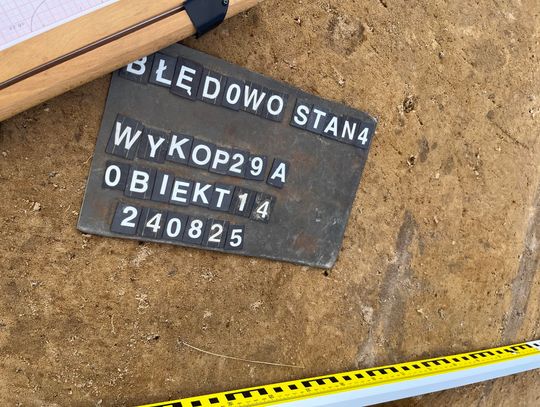 BŁĘDOWO STAN4
WYKOP29A
OBIEKT14
240825